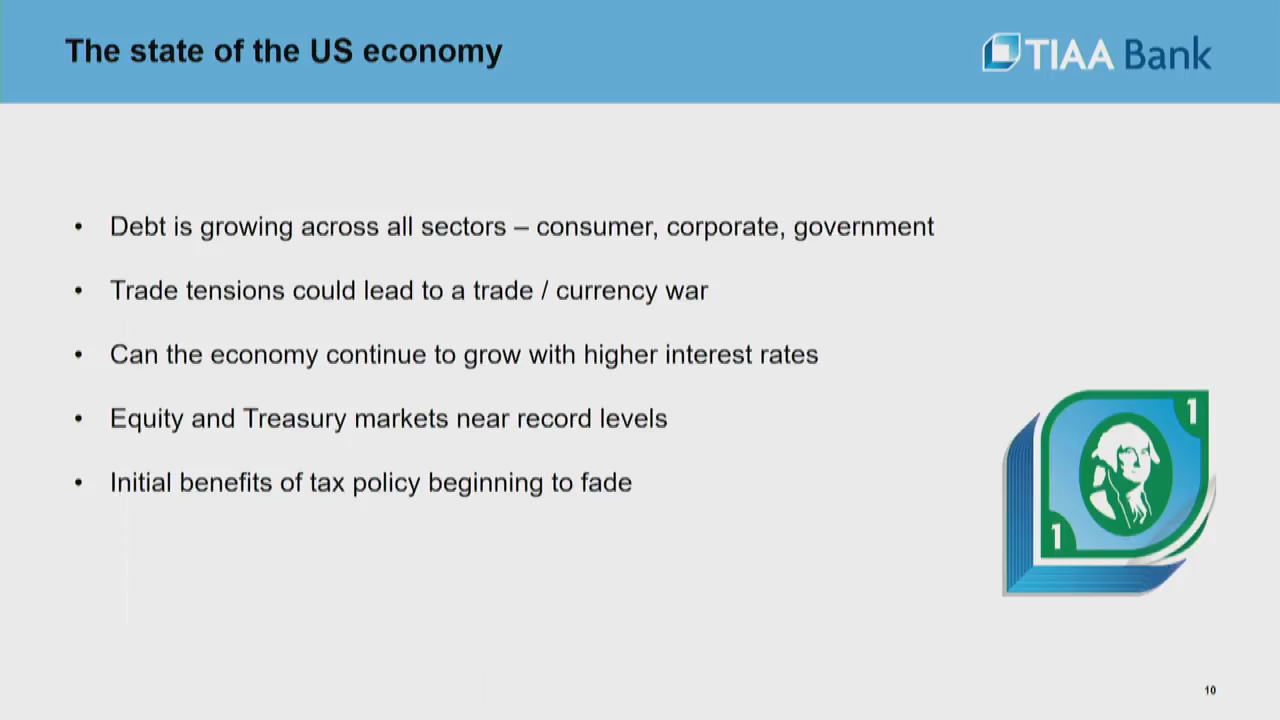 The state of the US economy
TIAA Bank
• Debt is growing across all sectors – consumer, corporate, government
• Trade tensions could lead to a trade / currency war
• Can the economy continue to grow with higher interest rates
• Equity and Treasury markets near record levels
• Initial benefits of tax policy beginning to fade
1
1
10